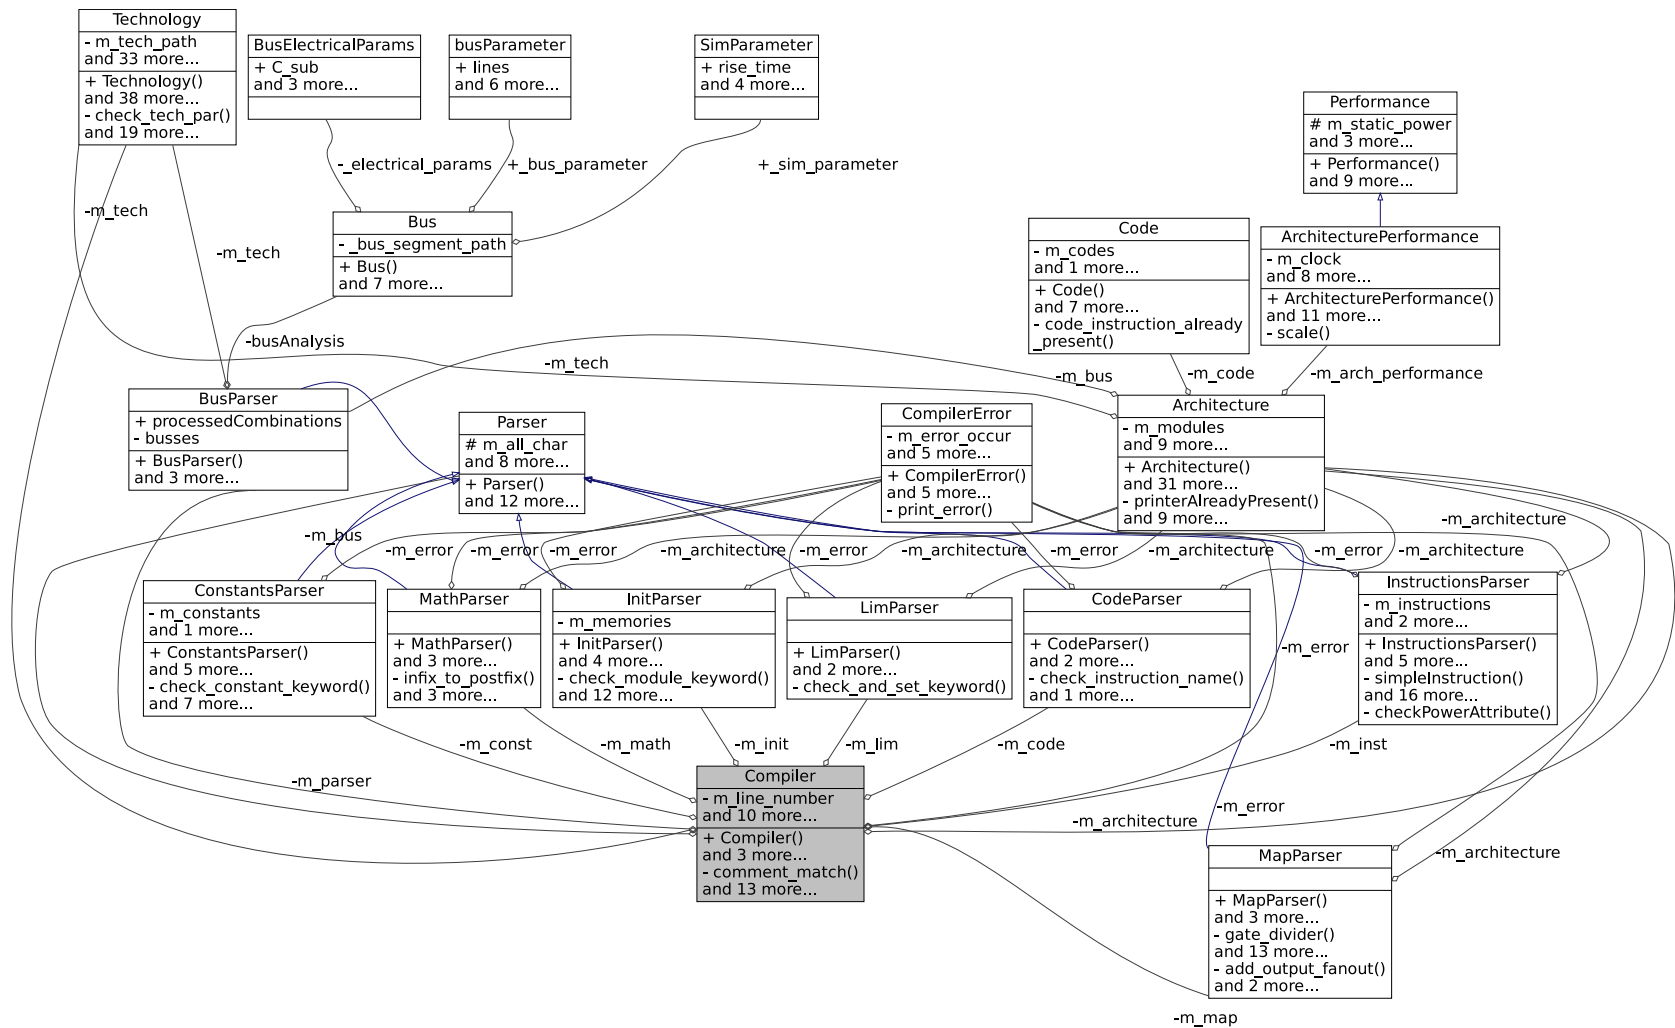 Technology
- m_tech_path
and 33 more...
+ Technology()
and 38 more...
- check_tech_par()
and 19 more...
BusElectricalParams
+ C_sub
and 3 more...
busParameter
+ lines
and 6 more...
SimParameter
+ rise_time
and 4 more...
Performance
# m_static_power
and 3 more...
+ Performance()
and 9 more...
-_electrical_params
+_bus_parameter
+_sim_parameter
-m_tech
-m_tech
Bus
- _bus_segment_path
+ Bus()
and 7 more...
Code
- m_codes
and 1 more...
+ Code()
and 7 more...
- code_instruction_already
_present()
ArchitecturePerformance
- m_clock
and 8 more...
+ ArchitecturePerformance()
and 11 more...
- scale()
-busAnalysis
-m_tech
-m_bus
-m_code
-m_arch_performance
BusParser
+ processedCombinations
- busses
+ BusParser()
and 3 more...
Parser
# m_all_char
and 8 more...
+ Parser()
and 12 more...
CompilerError
- m_error_occur
and 5 more...
+ CompilerError()
and 5 more...
- print_error()
Architecture
- m_modules
and 9 more...
+ Architecture()
and 31 more...
- printerAlreadyPresent()
and 9 more...
-m_bus
-m_error
-m_error
-m_error
-m_architecture
-m_error
-m_architecture
-m_error
-m_architecture
-m_error
-m_architecture
-m_architecture
ConstantsParser
- m_constants
and 1 more...
+ ConstantsParser()
and 5 more...
- check_constant_keyword()
and 7 more...
MathParser
+ MathParser()
and 3 more...
- infix_to_postfix()
and 3 more...
InitParser
- m_memories
+ InitParser()
and 4 more...
- check_module_keyword()
and 12 more...
LimParser
+ LimParser()
and 2 more...
- check_and_set_keyword()
CodeParser
+ CodeParser()
and 2 more...
- check_instruction_name()
and 1 more...
-m_error
InstructionsParser
- m_instructions
and 2 more...
+ InstructionsParser()
and 5 more...
- simpleInstruction()
and 16 more...
- checkPowerAttribute()
-m_parser
-m_const
-m_math
-m_init
-m_lim
-m_code
-m_inst
Compiler
- m_line_number
and 10 more...
+ Compiler()
and 3 more...
- comment_match()
and 13 more...
-m_architecture
-m_error
-m_architecture
MapParser
+ MapParser()
and 3 more...
- gate_divider()
and 13 more...
- add_output_fanout()
and 2 more...
-m_map